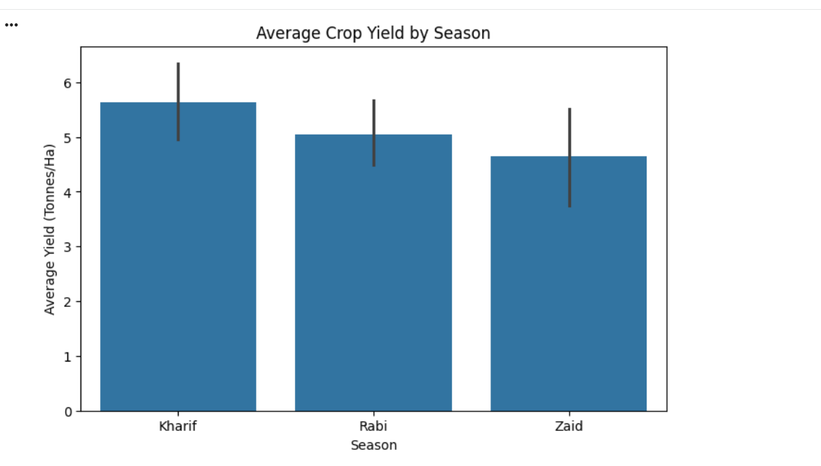 ...
Average Crop Yield by Season
Average Yield (Tonnes/Ha)
6
5
4
3
2
1
0
Kharif Rabi Zaid
Season